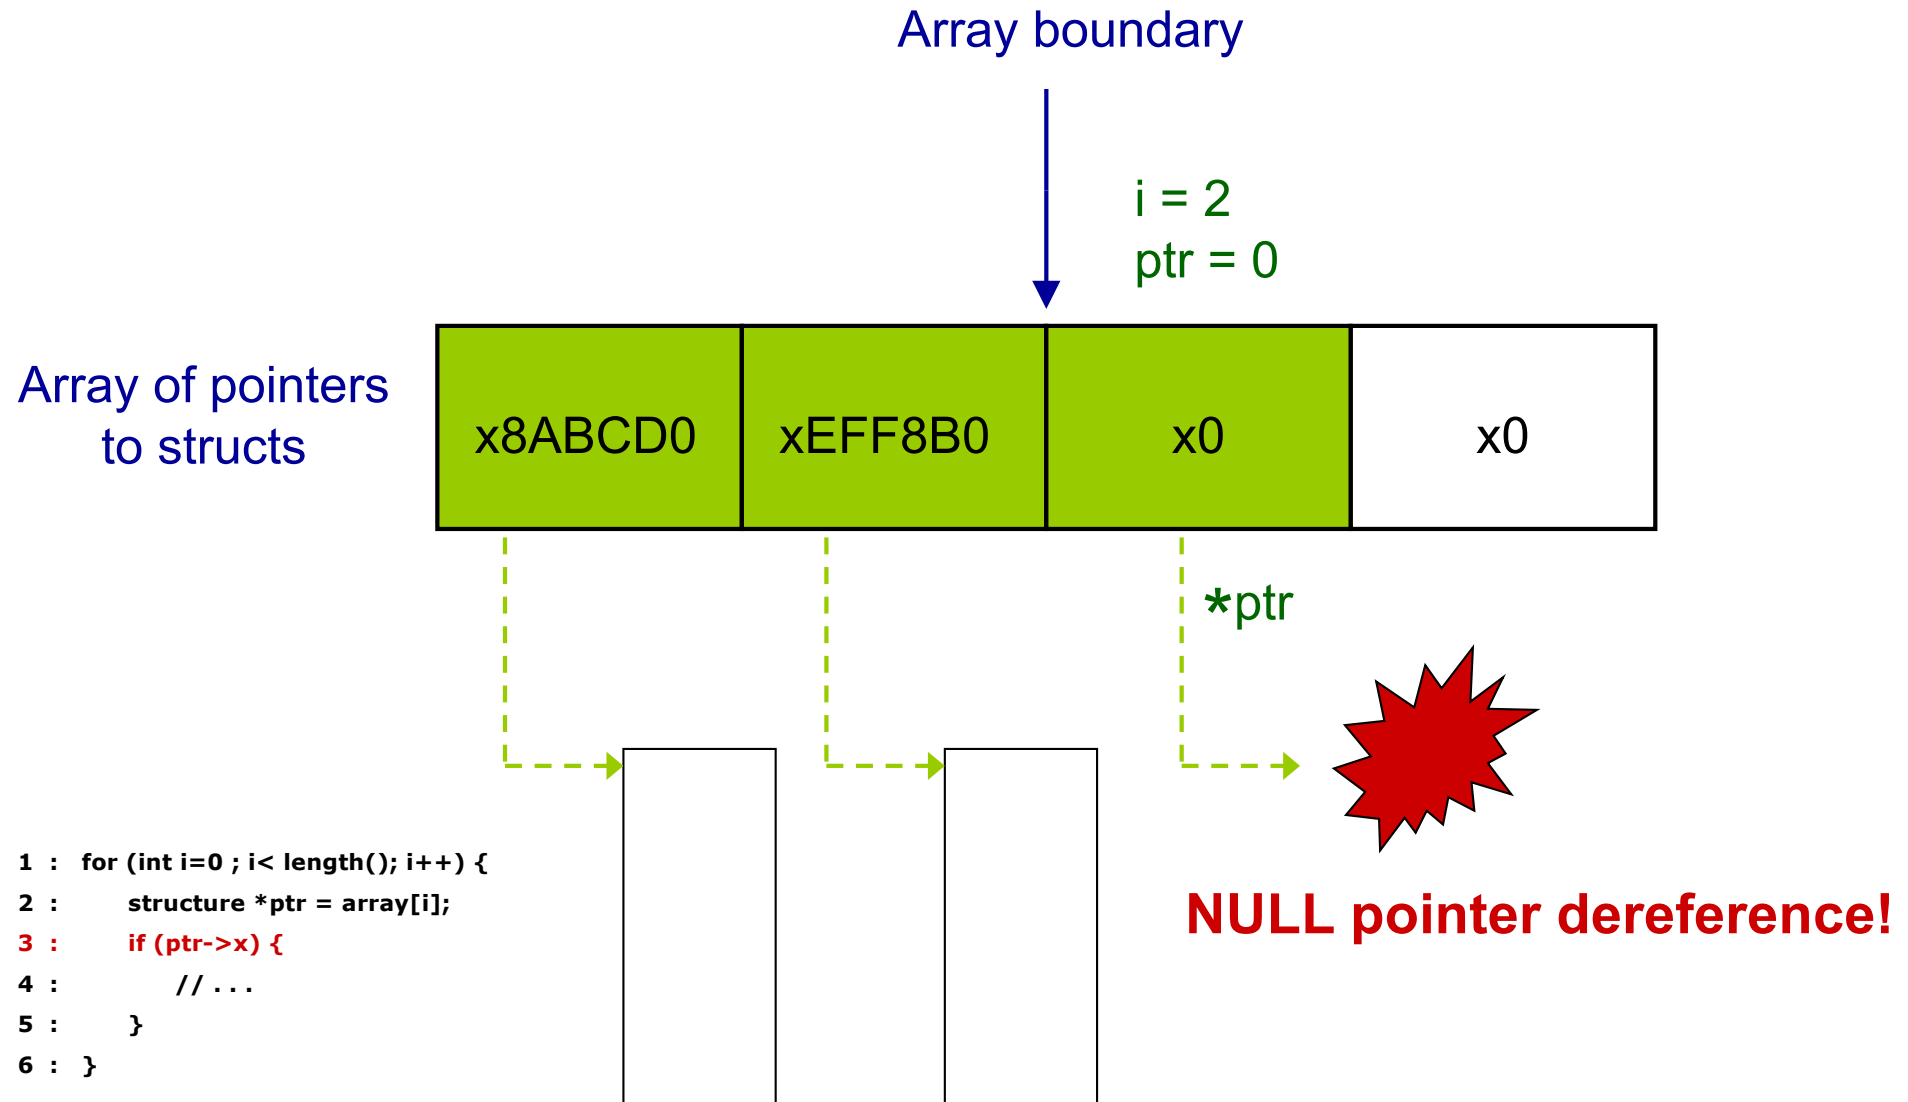 Array boundary
i = 2
ptr = 0
Array of pointers
to structs
x8ABCD0
xEFF8B0
x0
x0
*ptr
1 : for (int i=0 ; i< length(); i++) {
2 : structure *ptr = array[i];
3 : if (ptr->x) {
4 : // . . .
5 : }
6 : }
NULL pointer dereference!